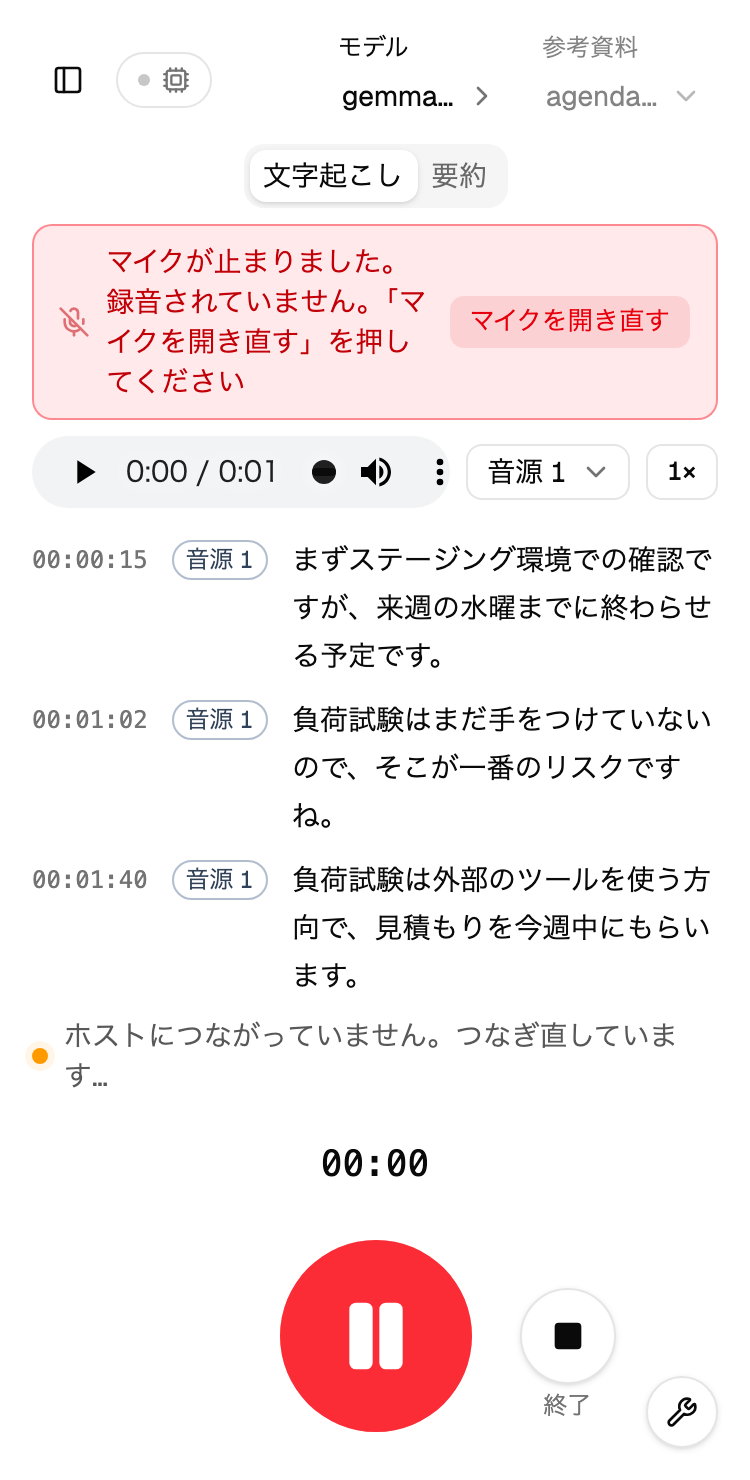 モデル
参考資料
gemma…
agenda…
文字起こし
要約
マイクが止まりました。
録音されていません。「マ
イクを開き直す」を押し
てください
マイクを開き直す
0:00 / 0:01
音源 1
1×
00:00:15
音源 1
まずステージング環境での確認で
すが、来週の水曜までに終わらせ
る予定です。
00:01:02
音源 1
負荷試験はまだ手をつけていない
ので、そこが一番のリスクです
ね。
00:01:40
音源 1
負荷試験は外部のツールを使う方
向で、見積もりを今週中にもらい
ます。
ホストにつながっていません。つなぎ直していま
す…
00:00
終了